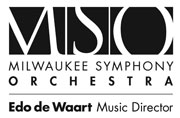 MSO
MILWAUKEE SYMPHONY
ORCHESTRA
Edo de Waart Music Director